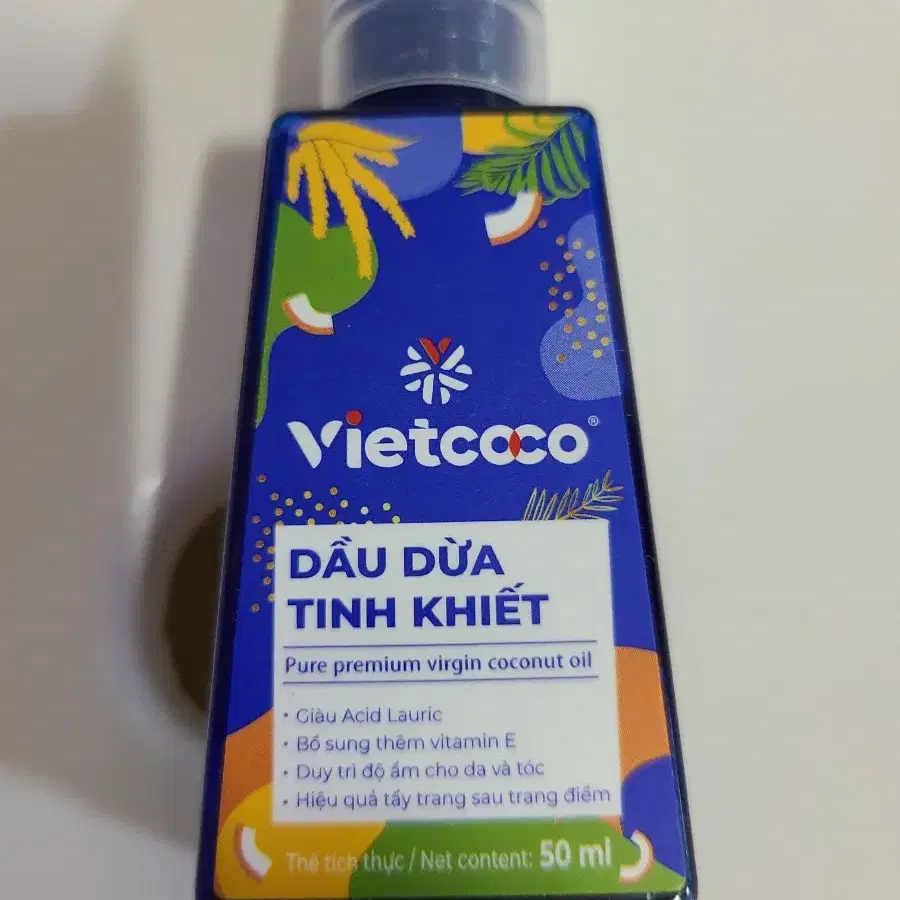 Vietcoco®
DẦU DỪA
TINH KHIẾT
Pure premium virgin coconut oil
• Giàu Acid Lauric
• Bổ sung thêm vitamin E
• Duy trì độ ẩm cho da và tóc
• Hiệu quả tẩy trang sau trang điểm
Thể tích thực / Net content: 50 ml